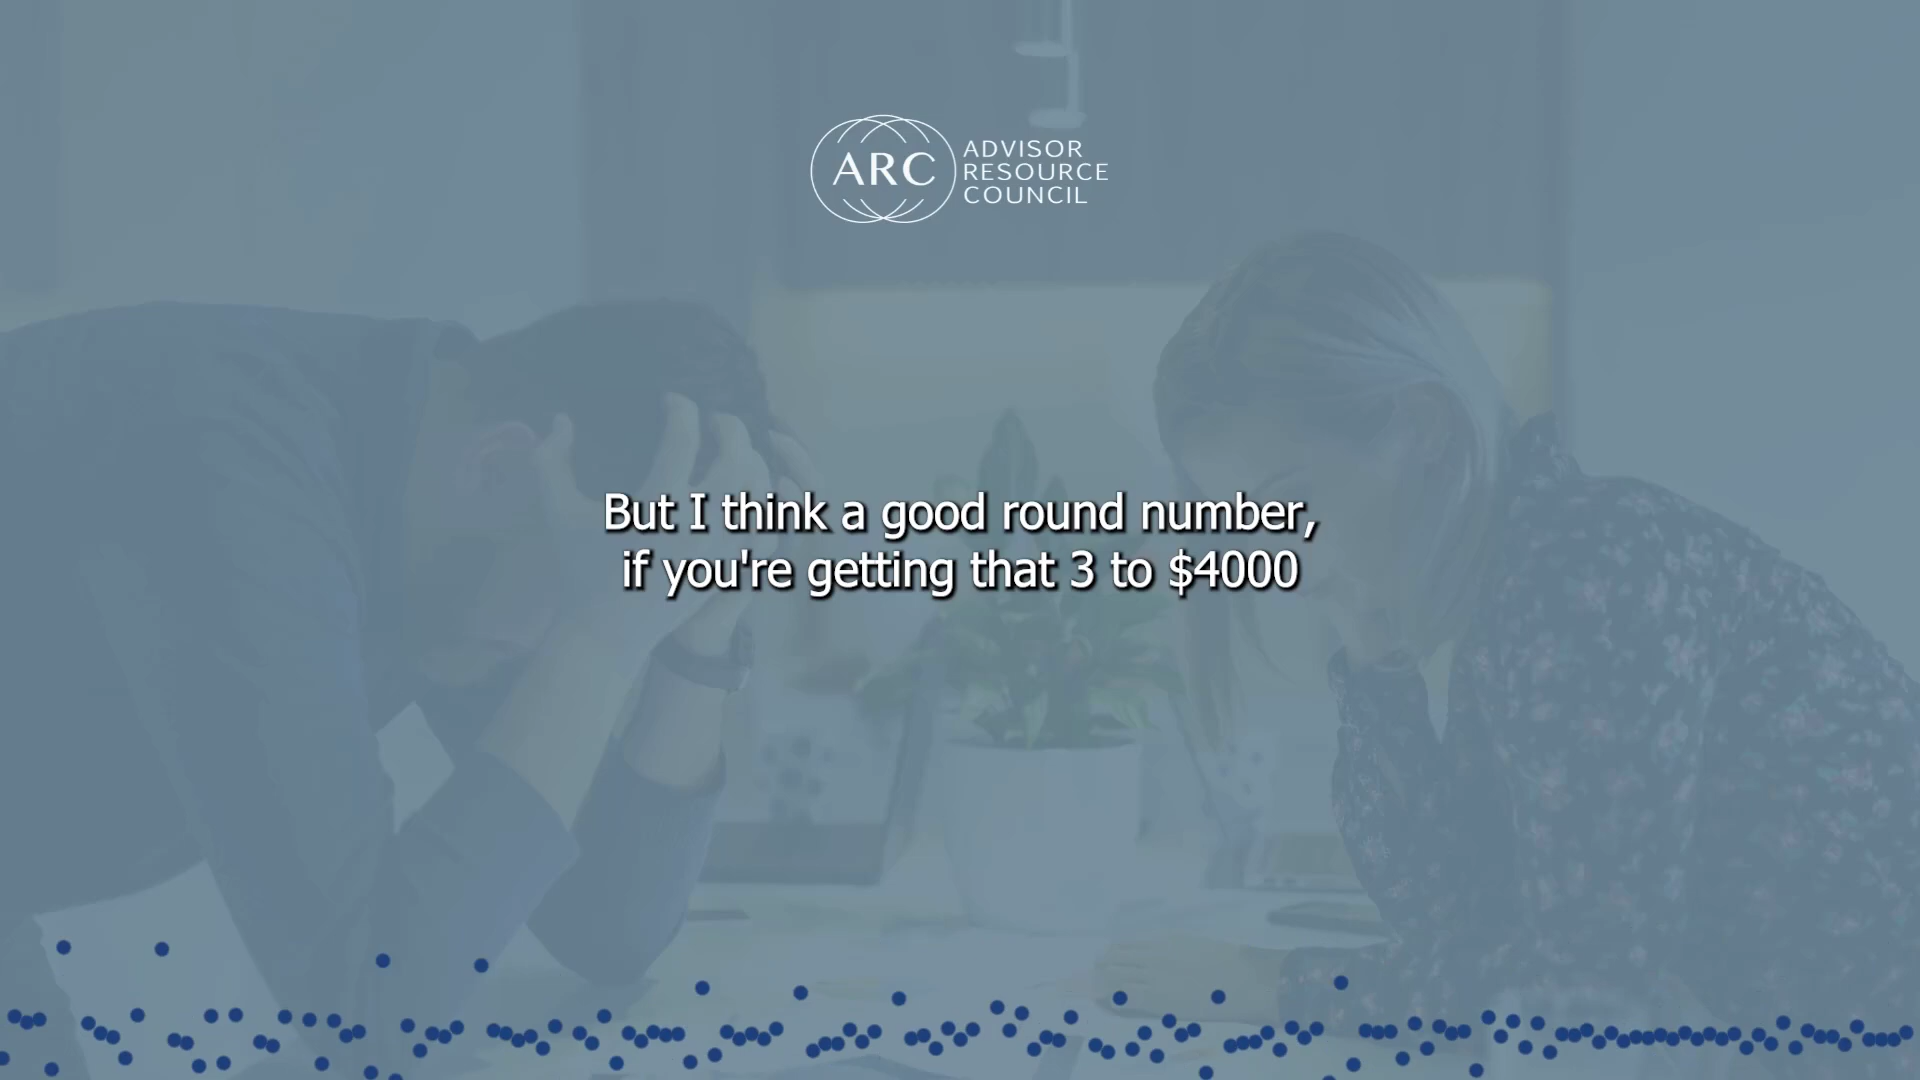 ARC
ADVISOR
RESOURCE
COUNCIL
But I think a good round number,
if you're getting that 3 to $4000